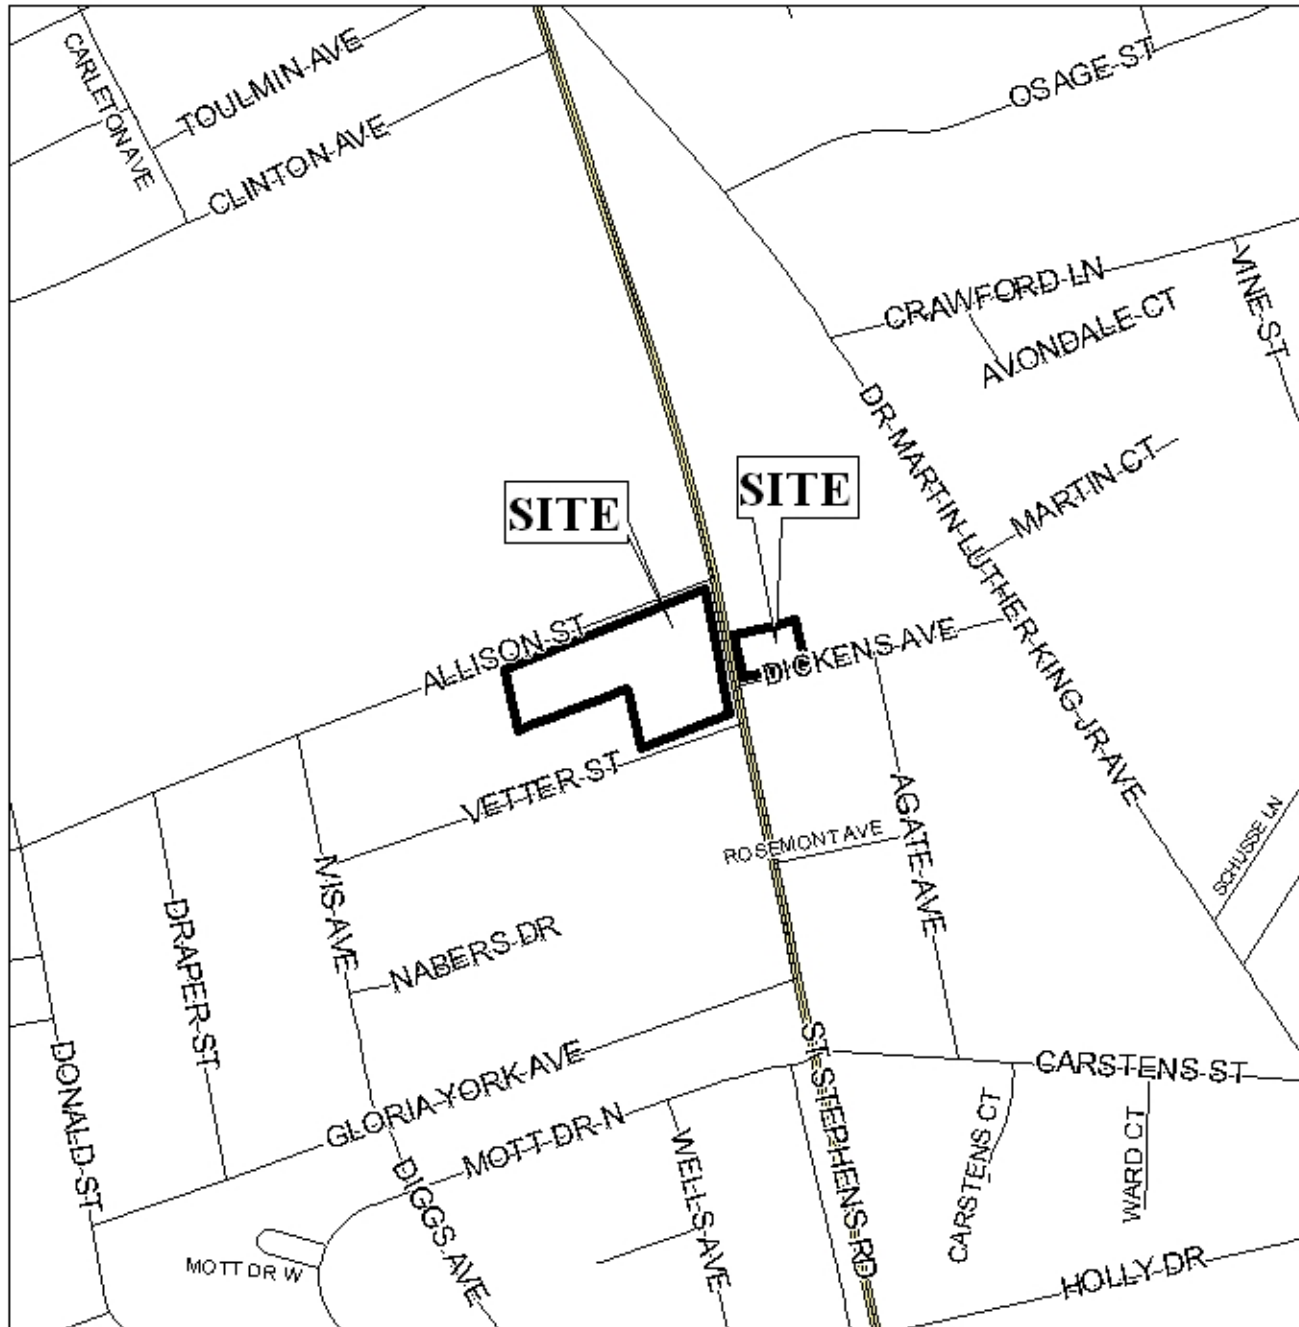 CARLETON AVE
TOULMIN AVE
CLINTON AVE
OSAGE ST
CRAWFORD LN
AVONDALE CT
VINE ST
DR MARTIN LUTHER KING JR AVE
MARTIN CT
SITE
SITE
ALLISON ST
DICKENS AVE
VETTER ST
ROSEMONT AVE
AGATE AVE
SCHUSSE LN
IVIS AVE
DRAPER ST
NABERS DR
DONALD ST
GLORIA YORK AVE
ST STEPHENS RD
CARSTENS ST
MOTT DR N
CARSTENS CT
WARD CT
WELLS AVE
DIGGS AVE
MOTT DR W
HOLLY DR